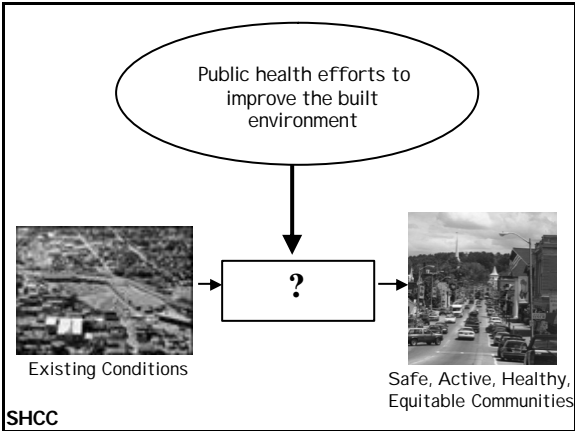 Public health efforts to
improve the built
environment
?
Existing Conditions
Safe, Active, Healthy,
Equitable Communities
SHCC